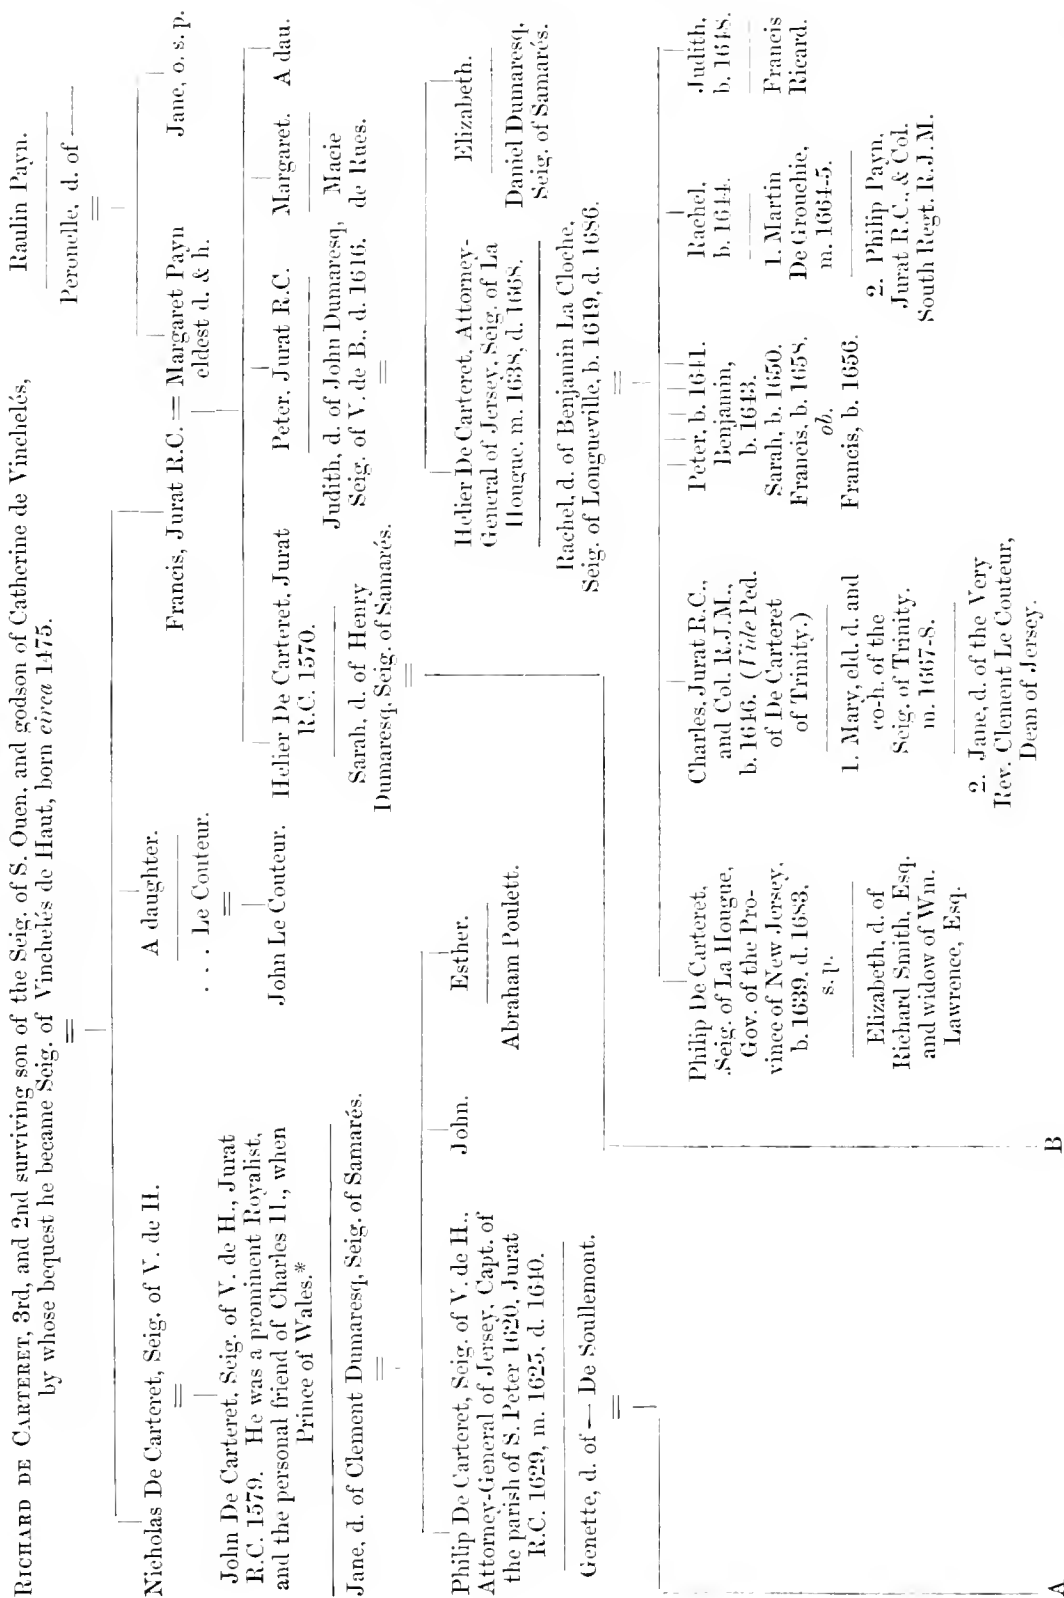 RICHARD DE CARTERET, 3rd, and 2nd surviving son of the Seig. of S. Ouen, and godson of Catherine de Vinchelés,
by whose bequest he became Seig. of Vinchelés de Haut, born circa 1475.
Raulin Payn.
Peronelle, d. of ——
Nicholas De Carteret, Seig. of V. de H.
A daughter.
. . . Le Couteur.
John Le Couteur.
Francis, Jurat R.C. = Margaret Payn
eldest d. & h.
Jane, o. s. p.
John De Carteret, Seig. of V. de H., Jurat
R.C. 1579. He was a prominent Royalist,
and the personal friend of Charles II., when
Prince of Wales.*
Jane, d. of Clement Dumaresq, Seig. of Samarés.
Helier De Carteret, Jurat
R.C. 1570.
Sarah, d. of Henry
Dumaresq, Seig. of Samarés.
Peter, Jurat R.C.
Judith, d. of John Dumaresq,
Seig. of V. de B., d. 1616.
Margaret.
Macie
de Rues.
A dau.
Philip De Carteret, Seig. of V. de H.,
Attorney-General of Jersey, Capt. of
the parish of S. Peter 1620, Jurat
R.C. 1629, m. 1625, d. 1640.
Genette, d. of — De Soullemont.
John.
Esther.
Abraham Poulett.
Helier De Carteret, Attorney-
General of Jersey, Seig. of La
Hougue, m. 1638, d. 1668.
Rachel, d. of Benjamin La Cloche,
Seig. of Longueville, b. 1619, d. 1686.
Elizabeth.
Daniel Dumaresq,
Seig. of Samarés.
Philip De Carteret,
Seig. of La Hougue,
Gov. of the Pro-
vince of New Jersey,
b. 1639, d. 1683,
s. p.
Elizabeth, d. of
Richard Smith, Esq.
and widow of Wm.
Lawrence, Esq.
Charles, Jurat R.C.,
and Col. R.J.M.,
b. 1646. (Vide Ped.
of De Carteret
of Trinity.)
1. Mary, eld. d. and
co-h. of the
Seig. of Trinity.
m. 1667-8.
2. Jane, d. of the Very
Rev. Clement Le Couteur,
Dean of Jersey.
Peter, b. 1641.
Benjamin,
b. 1643.
Sarah, b. 1650.
Francis, b. 1658,
ob.
Francis, b. 1656.
Rachel,
b. 1644.
1. Martin
De Grouchie,
m. 1664-5.
2. Philip Payn,
Jurat R.C., & Col.
South Regt. R.J.M.
Judith,
b. 1648.
Francis
Ricard.
A
B